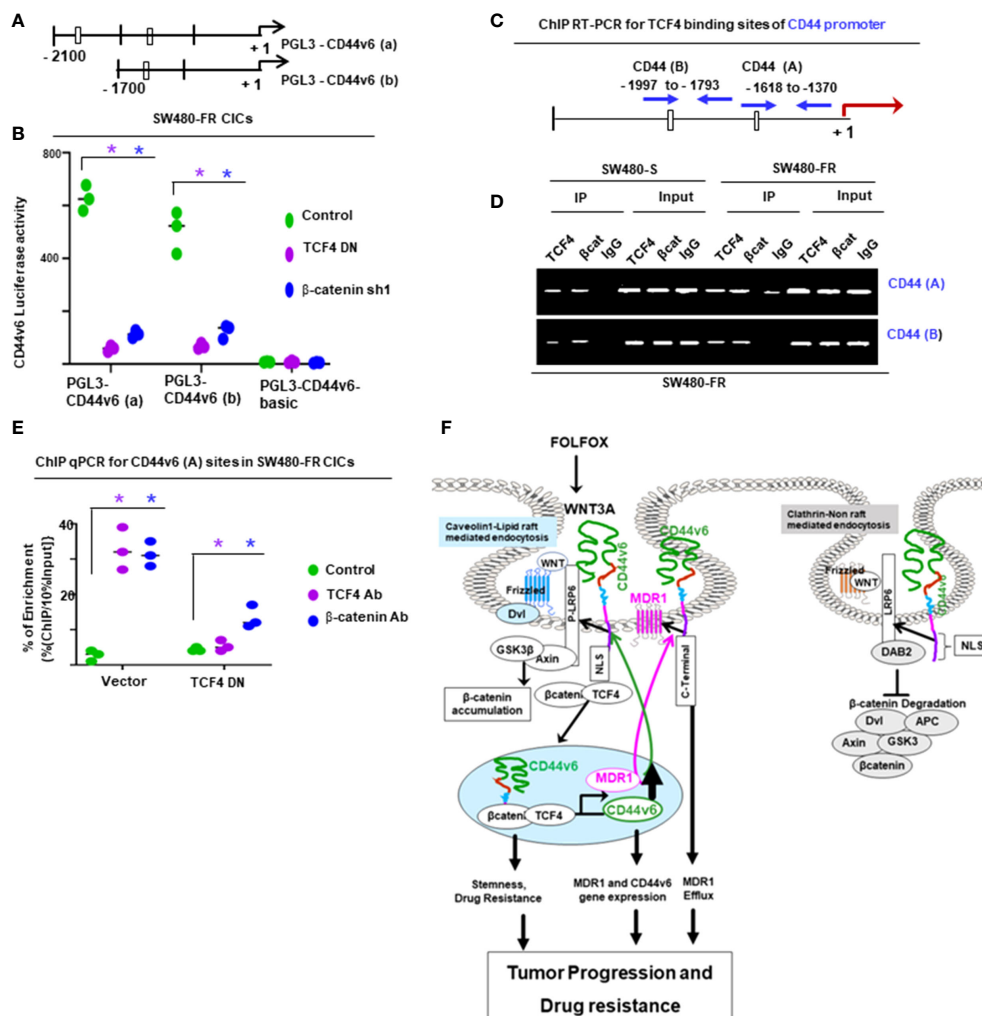 A
- 2100
+ 1
PGL3 - CD44v6 (a)
- 1700
+1
PGL3 - CD44v6 (b)
B
SW480-FR CICs
CD44v6 Luciferase activity
800
400
* *
* *
Control
TCF4 DN
β-catenin sh1
PGL3-
CD44v6 (a)
PGL3-
CD44v6 (b)
PGL3-CD44v6-
basic
C
ChIP RT-PCR for TCF4 binding sites of CD44 promoter
CD44 (B)
- 1997 to - 1793
CD44 (A)
- -1618 to -1370
+ 1
D
SW480-S
SW480-FR
IP
Input
IP
Input
TCF4
βcat
IgG
TCF4
βcat
IgG
TCF4
βcat
IgG
TCF4
βcat
IgG
CD44 (A)
CD44 (B)
SW480-FR
E
ChIP qPCR for CD44v6 (A) sites in SW480-FR CICs
% of Enrichment
(%{ChIP/10%Input]}
40
20
* *
* *
Control
TCF4 Ab
β-catenin Ab
Vector
TCF4 DN
F
FOLFOX
WNT3A
Caveolin1-Lipid raft
mediated endocytosis
WNT
Frizzled
Dvl
P-LRP6
CD44v6
CD44v6
MDR1
GSK3β
Axin
NLS
C-Terminal
β-catenin
accumulation
βcateni
TCF4
CD44v6
MDR1
βcateni
TCF4
CD44v6
Stemness,
Drug Resistance
MDR1 and CD44v6
gene expression
MDR1
Efflux
Tumor Progression and
Drug resistance
Clathrin-Non raft
mediated endocytosis
Frizzled
WNT
LRP6
CD44v6
DAB2
NLS
β-catenin Degradation
Dvl
APC
Axin
GSK3
βcatenin